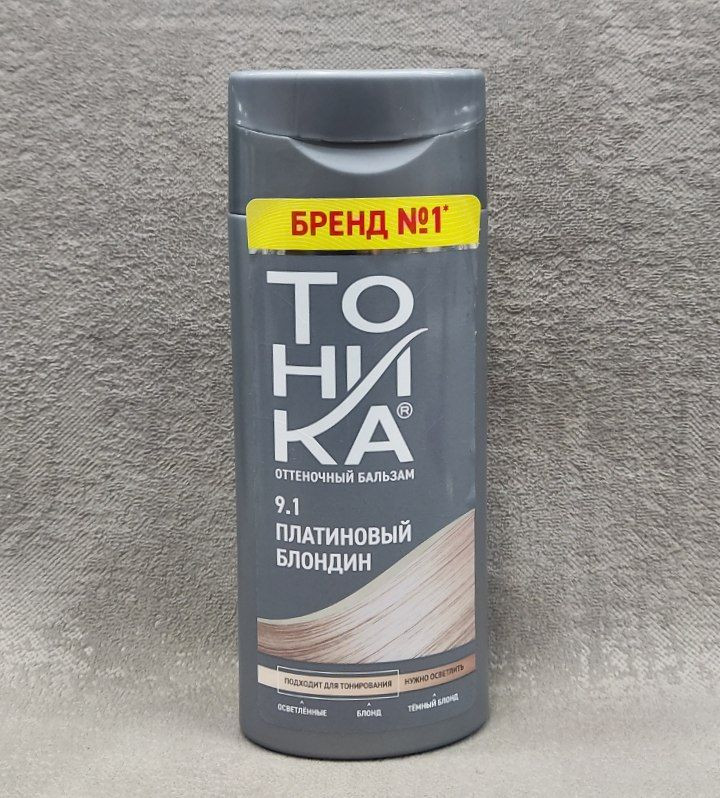 БРЕНД №1*
ТО
НИ
КА®
ОТТЕНОЧНЫЙ БАЛЬЗАМ
9.1
ПЛАТИНОВЫЙ
БЛОНДИН
ПОДХОДИТ ДЛЯ ТОНИРОВАНИЯ НУЖНО ОСВЕТЛИТЬ
ОСВЕТЛЁННЫЕ БЛОНД ТЁМНЫЙ БЛОНД